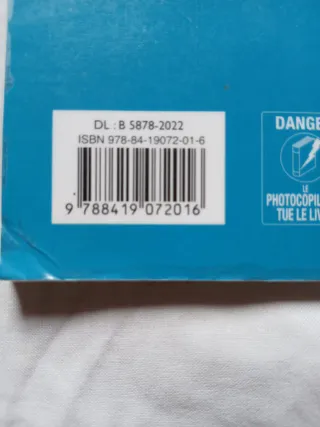 DL : B 5878-2022
ISBN 978-84-19072-01-6
9 788419 072016
DANGE
LE
PHOTOCOPIL
TUE LE LIV